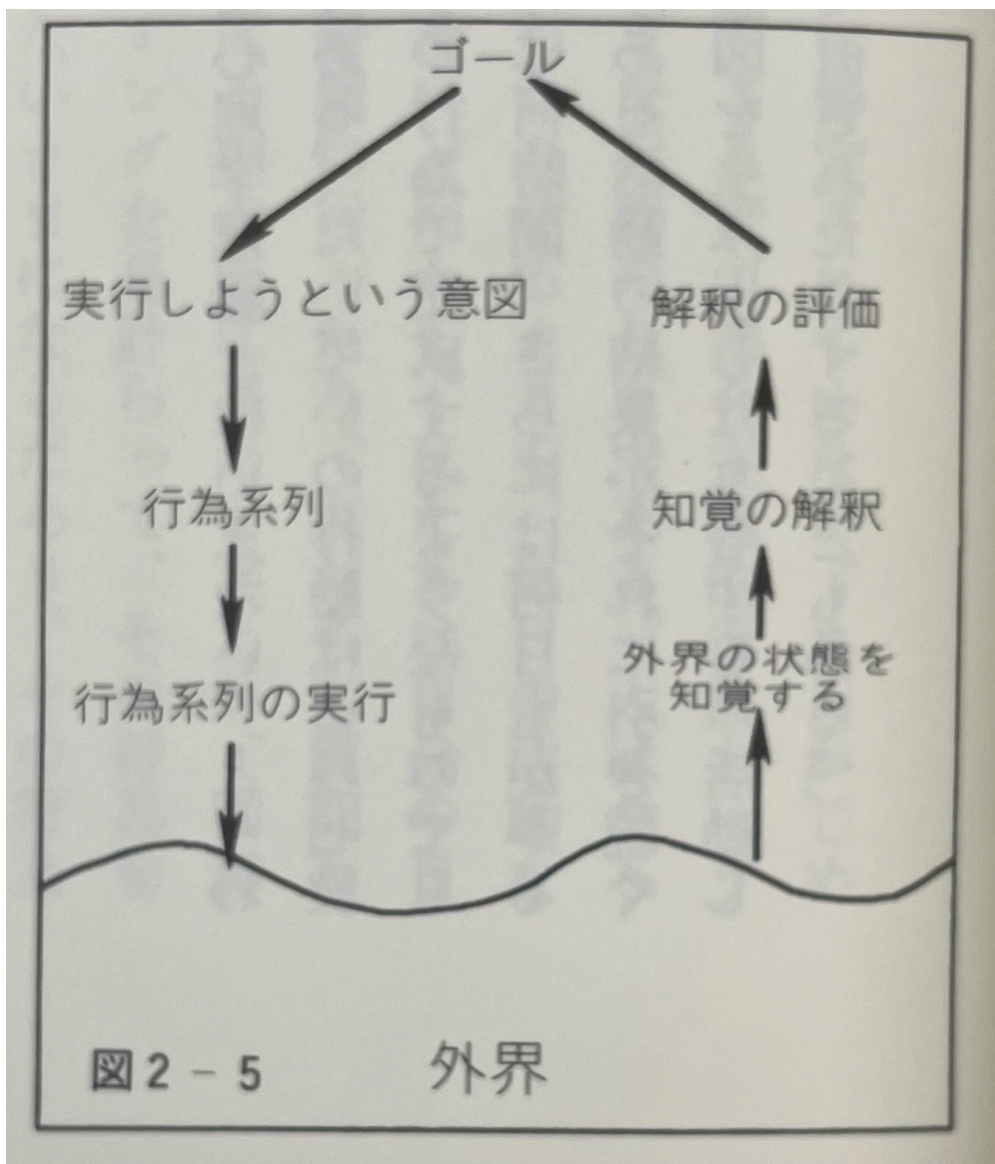 ゴール
実行しようという意図
解釈の評価
行為系列
知覚の解釈
行為系列の実行
外界の状態を
知覚する
図2-5
外界